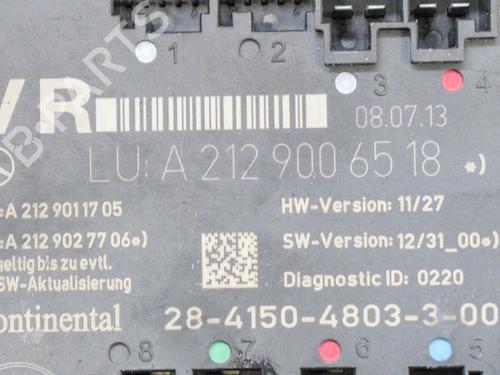 1 2 3 4
/R
08.07.13
LU: A 212 900 65 18 *)
: A 212 901 17 05
HW-Version: 11/27
: A 212 902 77 06 *)
SW-Version: 12/31_00 *)
ueltig bis zu evtl.
SW-Aktualisierung
Diagnostic ID: 0220
ontinental
28-4150-4803-3-00
8 7 6 5
B-PARTS